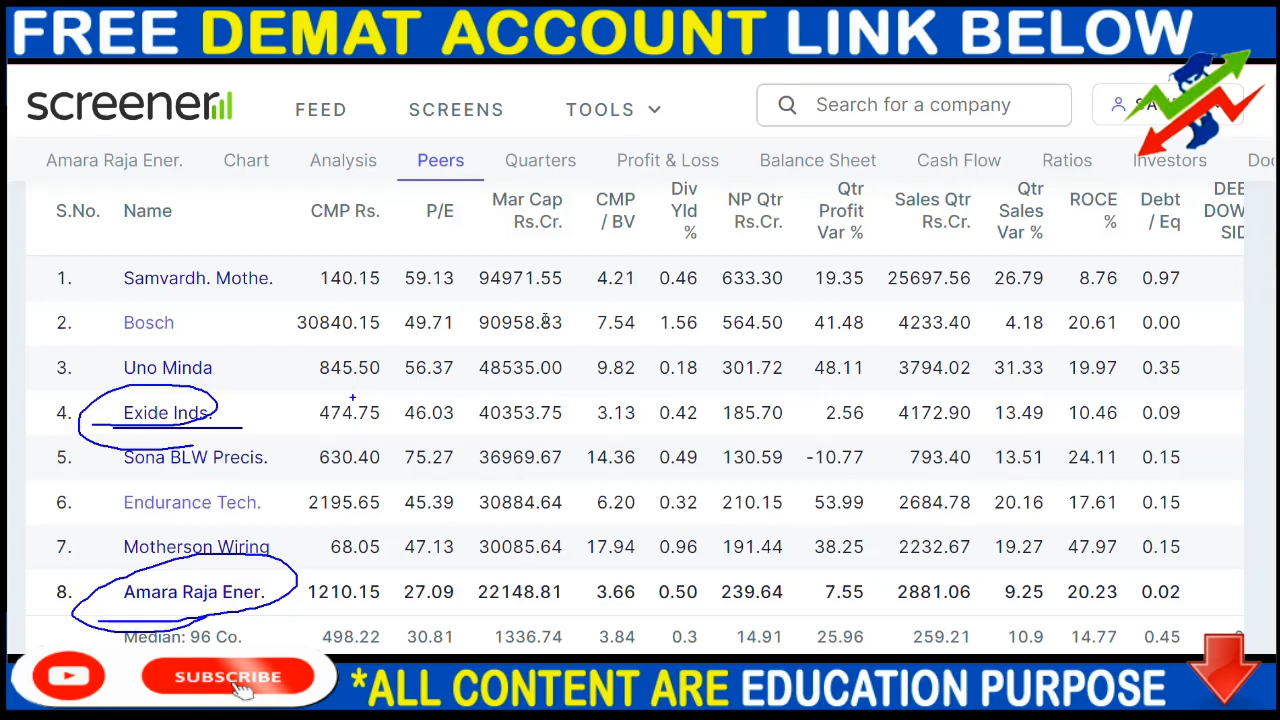 FREE DEMAT ACCOUNT LINK BELOW
screener FEED SCREENS TOOLS Search for a company
Amara Raja Ener. Chart Analysis Peers Quarters Profit & Loss Balance Sheet Cash Flow Ratios Investors
S.No. Name CMP Rs. P/E Mar Cap Rs.Cr. CMP / BV Div Yld % NP Qtr Rs.Cr. Qtr Profit Var % Sales Qtr Rs.Cr. Qtr Sales Var % ROCE % Debt / Eq
1. Samvardh. Mothe. 140.15 59.13 94971.55 4.21 0.46 633.30 19.35 25697.56 26.79 8.76 0.97
2. Bosch 30840.15 49.71 90958.83 7.54 1.56 564.50 41.48 4233.40 4.18 20.61 0.00
3. Uno Minda 845.50 56.37 48535.00 9.82 0.18 301.72 48.11 3794.02 31.33 19.97 0.35
4. Exide Inds. 474.75 46.03 40353.75 3.13 0.42 185.70 2.56 4172.90 13.49 10.46 0.09
5. Sona BLW Precis. 630.40 75.27 36969.67 14.36 0.49 130.59 -10.77 793.40 13.51 24.11 0.15
6. Endurance Tech. 2195.65 45.39 30884.64 6.20 0.32 210.15 53.99 2684.78 20.16 17.61 0.15
7. Motherson Wiring 68.05 47.13 30085.64 17.94 0.96 191.44 38.25 2232.67 19.27 47.97 0.15
8. Amara Raja Ener. 1210.15 27.09 22148.81 3.66 0.50 239.64 7.55 2881.06 9.25 20.23 0.02
Median: 96 Co. 498.22 30.81 1336.74 3.84 0.3 14.91 25.96 259.21 10.9 14.77 0.45
SUBSCRIBE *ALL CONTENT ARE EDUCATION PURPOSE